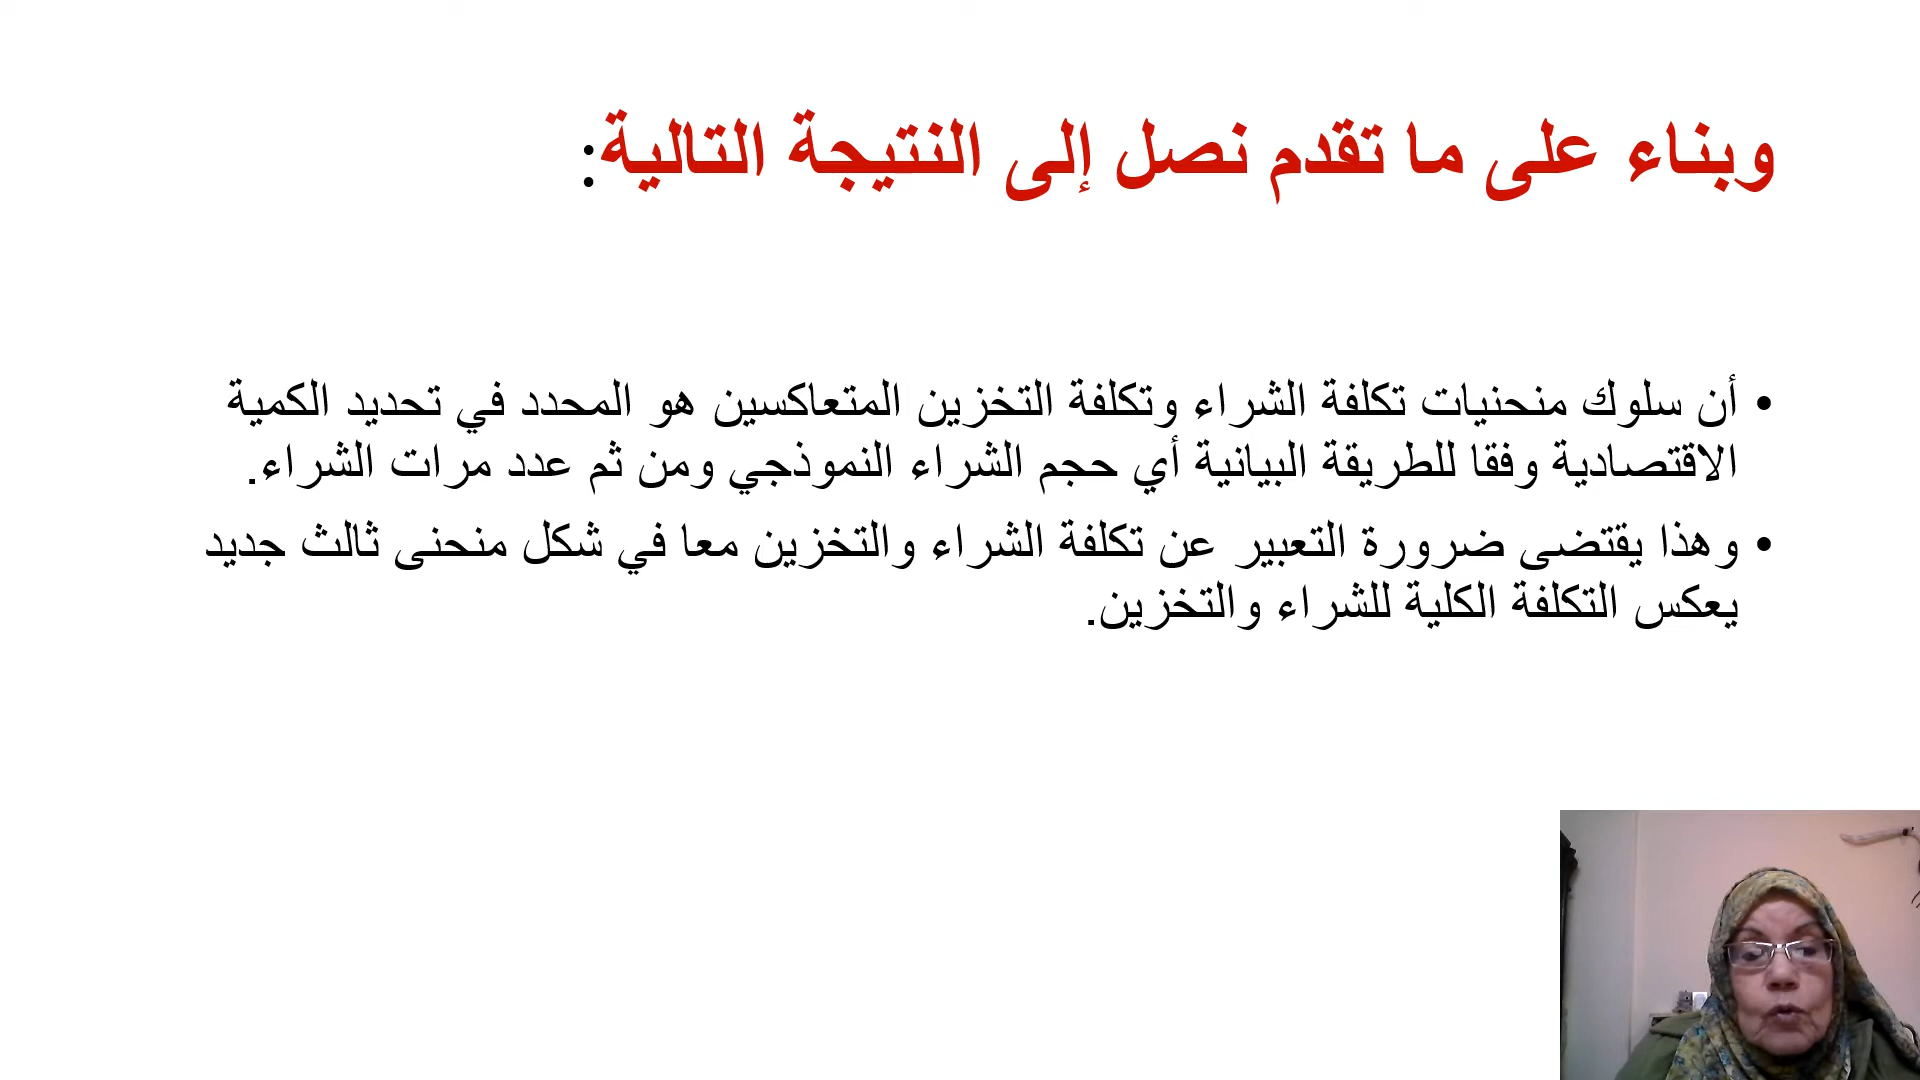 وبناء على ما تقدم نصل إلى النتيجة التالية:
• أن سلوك منحنيات تكلفة الشراء وتكلفة التخزين المتعاكسين هو المحدد في تحديد الكمية
الاقتصادية وفقا للطريقة البيانية أي حجم الشراء النموذجي ومن ثم عدد مرات الشراء.
• وهذا يقتضى ضرورة التعبير عن تكلفة الشراء والتخزين معا في شكل منحنى ثالث جديد
يعكس التكلفة الكلية للشراء والتخزين.